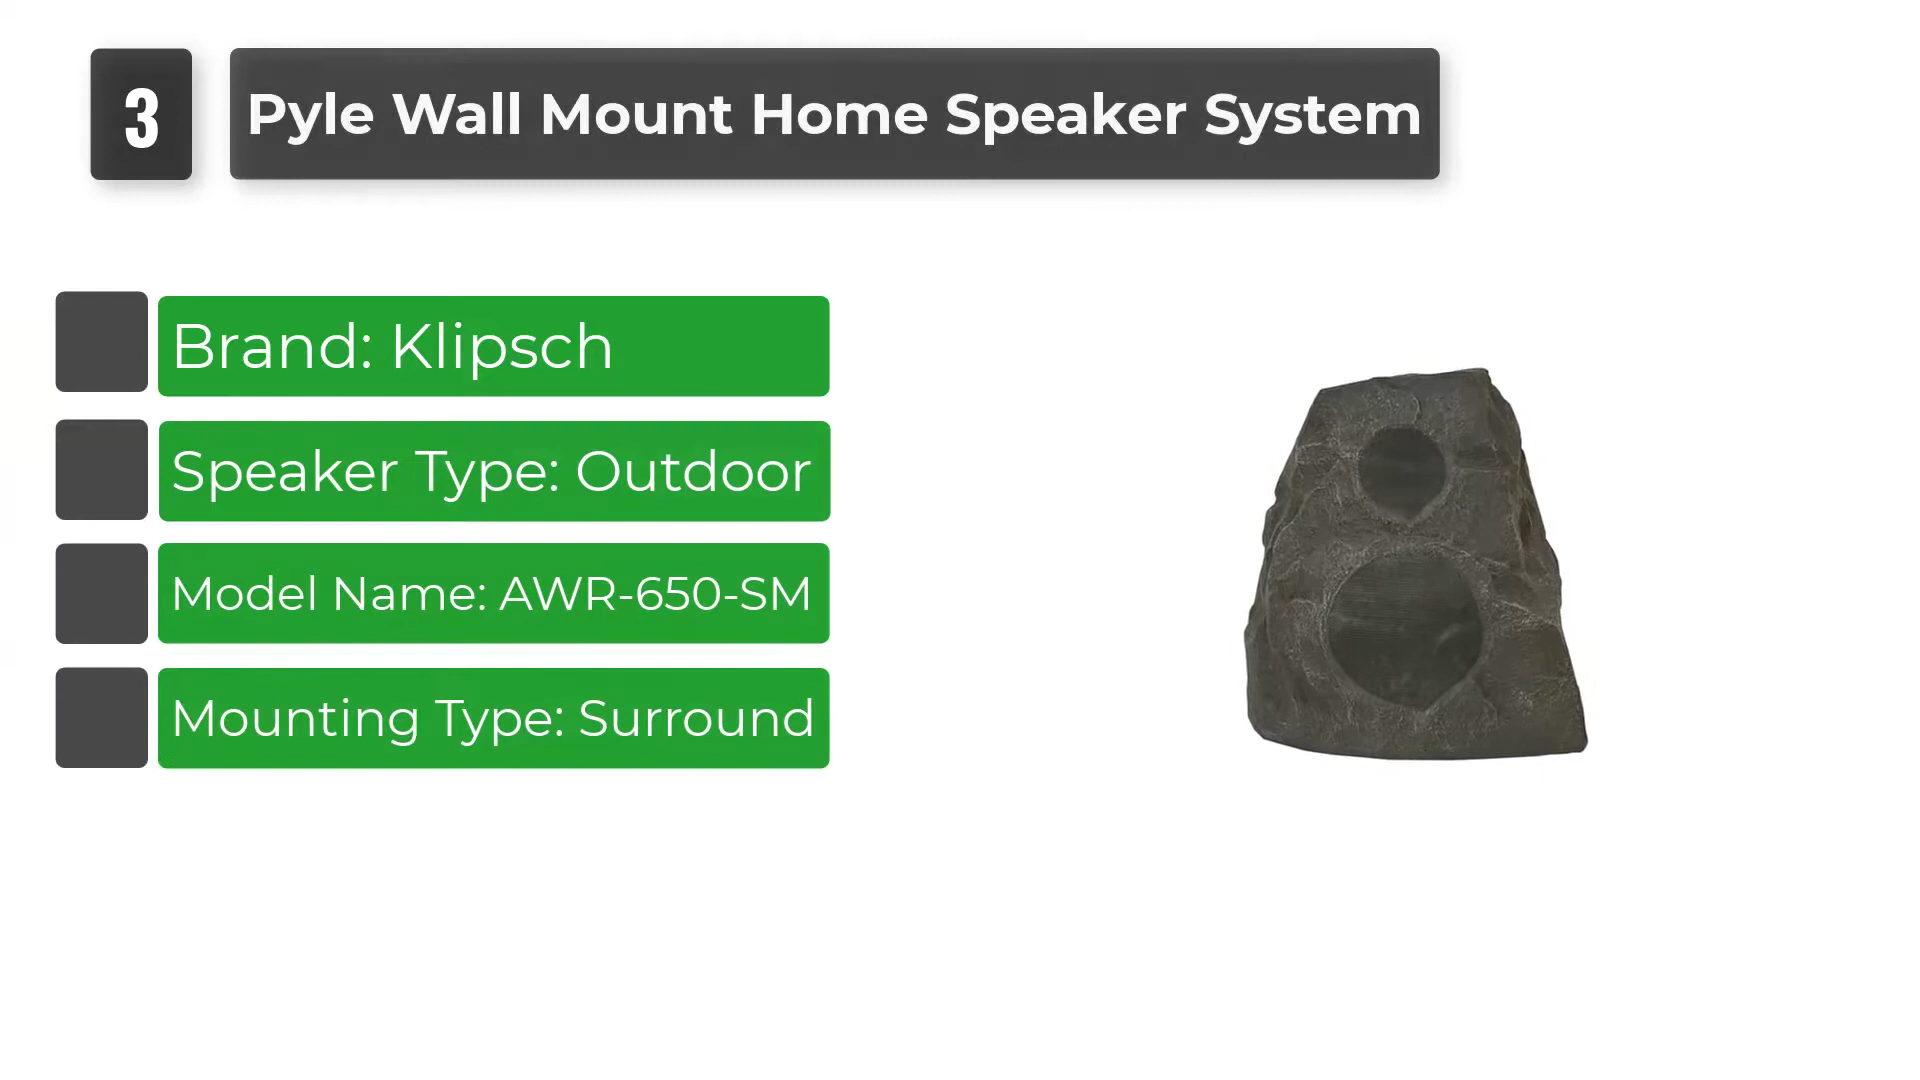 3
Pyle Wall Mount Home Speaker System
Brand: Klipsch
Speaker Type: Outdoor
Model Name: AWR-650-SM
Mounting Type: Surround